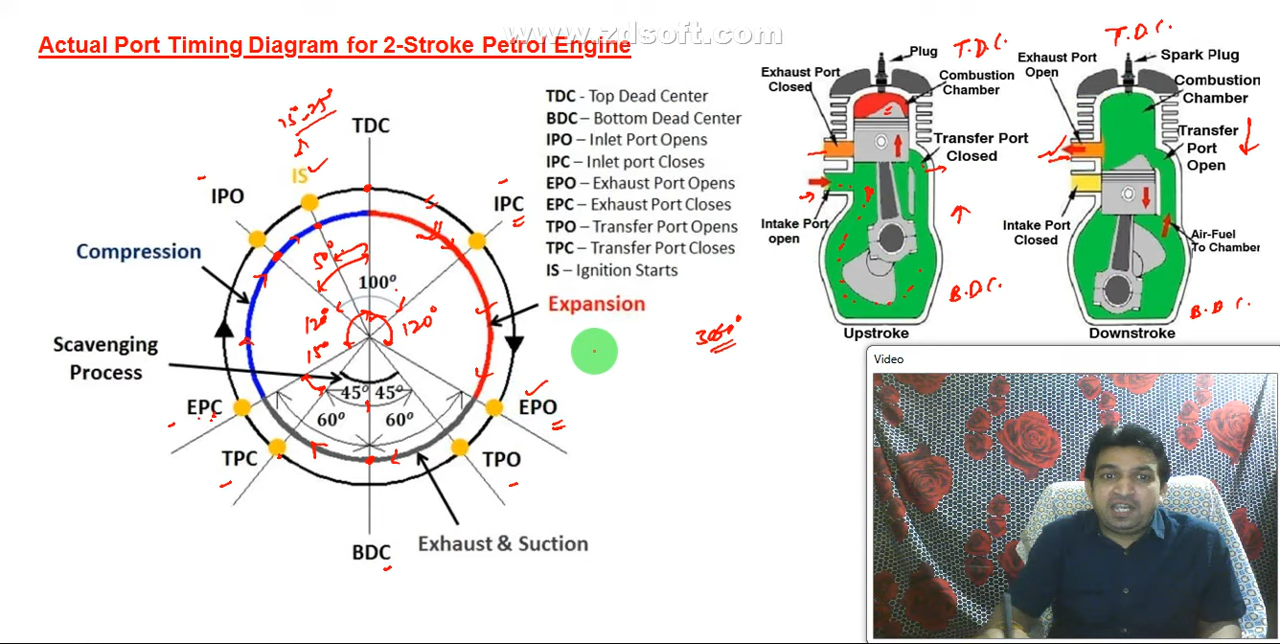 www.zdsoft.com
Actual Port Timing Diagram for 2-Stroke Petrol Engine
TDC - Top Dead Center
BDC – Bottom Dead Center
IPO – Inlet Port Opens
IPC – Inlet port Closes
EPO – Exhaust Port Opens
EPC – Exhaust Port Closes
TPO – Transfer Port Opens
TPC – Transfer Port Closes
IS – Ignition Starts
TDC
IS
IPO
IPC
Compression
Expansion
50°
100°
120°
120°
15°
Scavenging
Process
45° 45°
60° 60°
EPC
EPO
TPC
TPO
BDC
Exhaust & Suction
T.D.C.
Plug
Exhaust Port
Closed
Combustion
Chamber
Transfer Port
Closed
Intake Port
open
B.D.C.
Upstroke
T.D.C.
Exhaust Port
Open
Spark Plug
Combustion
Chamber
Transfer
Port
Open
Intake Port
Closed
Air-Fuel
To Chamber
B.D.C.
Downstroke
Video